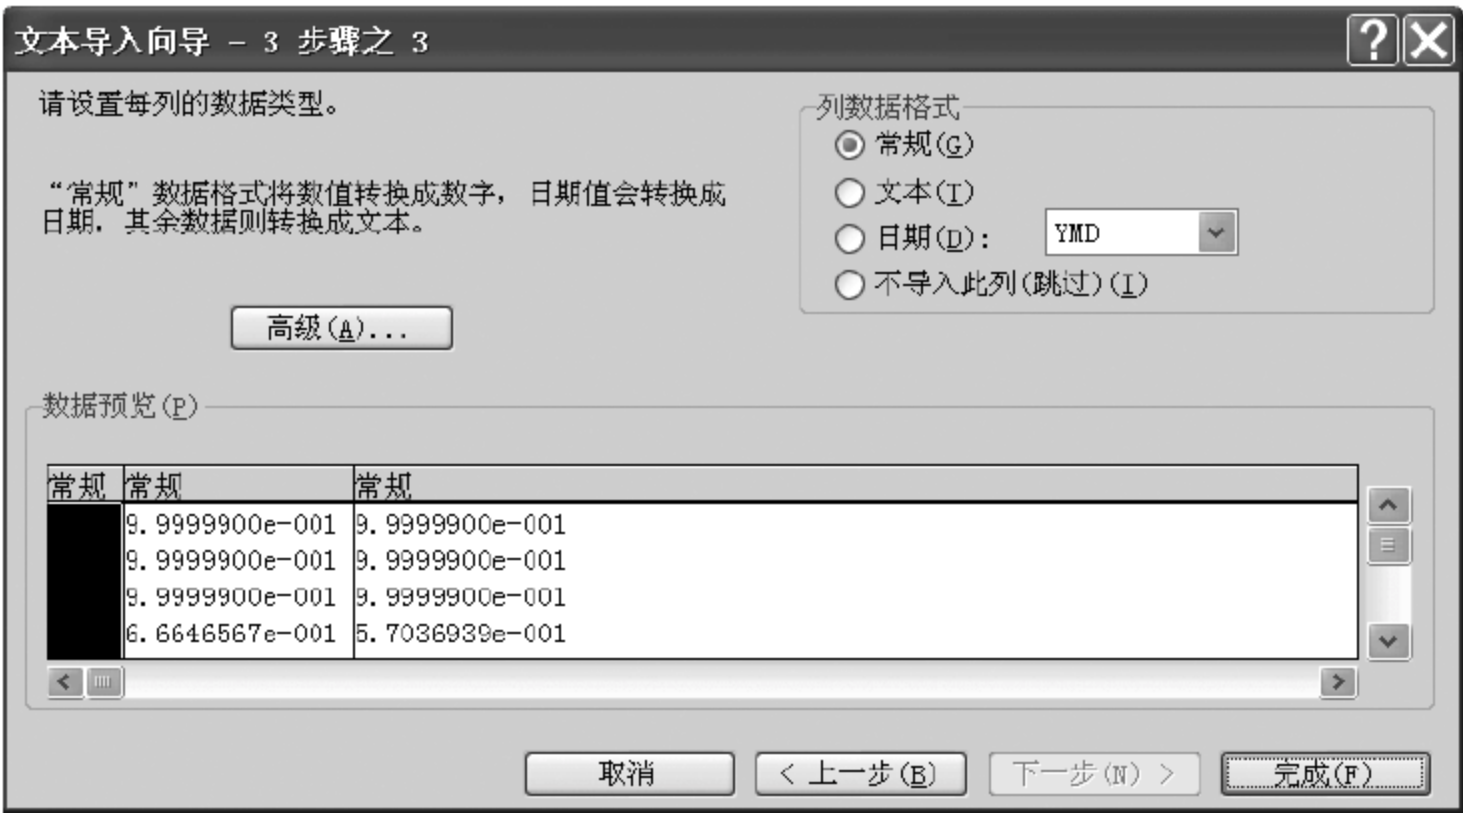 文本导入向导 - 3 步骤之 3
请设置每列的数据类型。
“常规”数据格式将数值转换成数字，日期值会转换成
日期，其余数据则转换成文本。
高级(A)...
列数据格式
常规(G)
文本(T)
日期(D):
YMD
不导入此列(跳过)(I)
数据预览(P)
常规 常规 常规
9.9999900e-001 9.9999900e-001
9.9999900e-001 9.9999900e-001
9.9999900e-001 9.9999900e-001
6.6646567e-001 5.7036939e-001
取消 < 上一步(B) 下一步(N) > 完成(F)